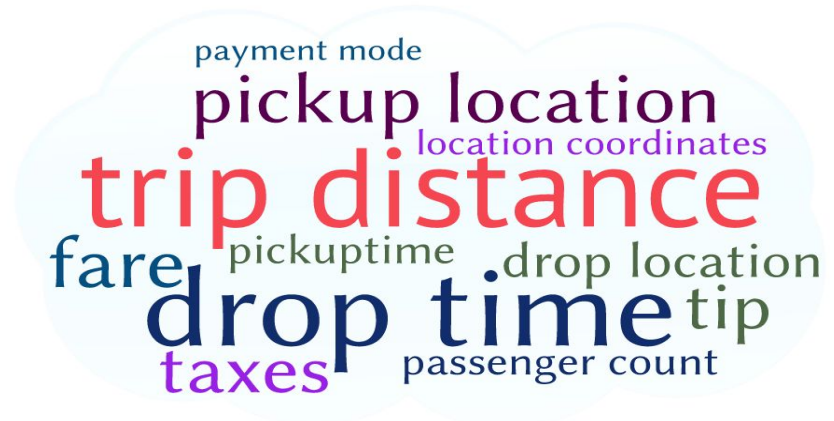 payment mode
pickup location
location coordinates
trip distance
fare
pickuptime
drop location
drop time
tip
taxes
passenger count